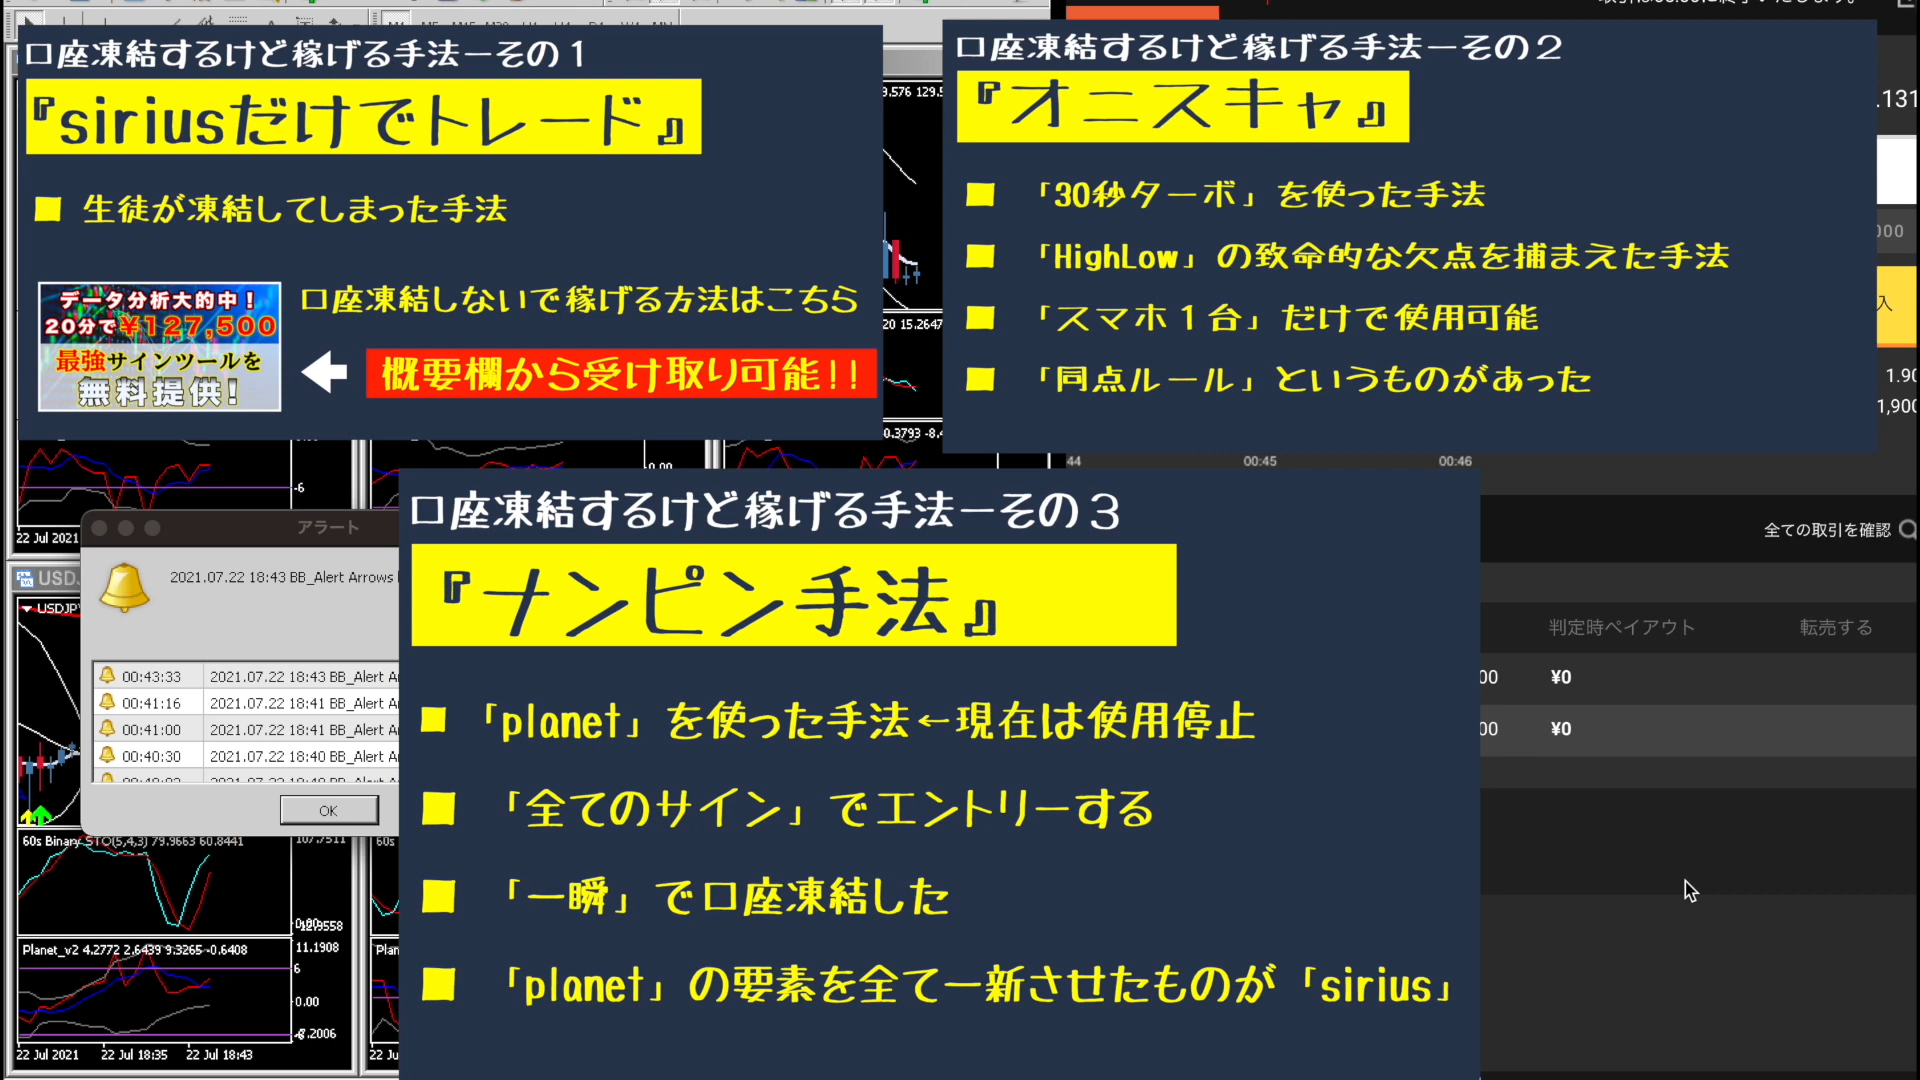 口座凍結するけど稼げる手法ーその1
『siriusだけでトレード』
■ 生徒が凍結してしまった手法
データ分析大的中!
20分で¥127,500
最強サインツールを
無料提供!
口座凍結しないで稼げる方法はこちら
概要欄から受け取り可能!!
口座凍結するけど稼げる手法ーその2
『オニスキャ』
■ 「30秒ターボ」を使った手法
■ 「HighLow」の致命的な欠点を捕まえた手法
■ 「スマホ1台」だけで使用可能
■ 「同点ルール」というものがあった
44 00:45 00:46
口座凍結するけど稼げる手法ーその3
『ナンピン手法』
■ 「planet」を使った手法←現在は使用停止
■ 「全てのサイン」でエントリーする
■ 「一瞬」で口座凍結した
■ 「planet」の要素を全て一新させたものが「sirius」
22 Jul 2021
アラート
2021.07.22 18:43 BB_Alert Arrows
00:43:33 2021.07.22 18:43 BB_Alert
00:41:16 2021.07.22 18:41 BB_Alert
00:41:00 2021.07.22 18:41 BB_Alert
00:40:30 2021.07.22 18:40 BB_Alert
OK
60s Binary STO(5,4,3) 79.9663 60.8441
107.7511
Planet_v2 4.2772 2.6439 9.3265 -0.6408
11.1908
6
0.00
22 Jul 2021 22 Jul 18:35 22 Jul 18:43
全ての取引を確認
判定時ペイアウト 転売する
00 ¥0
00 ¥0